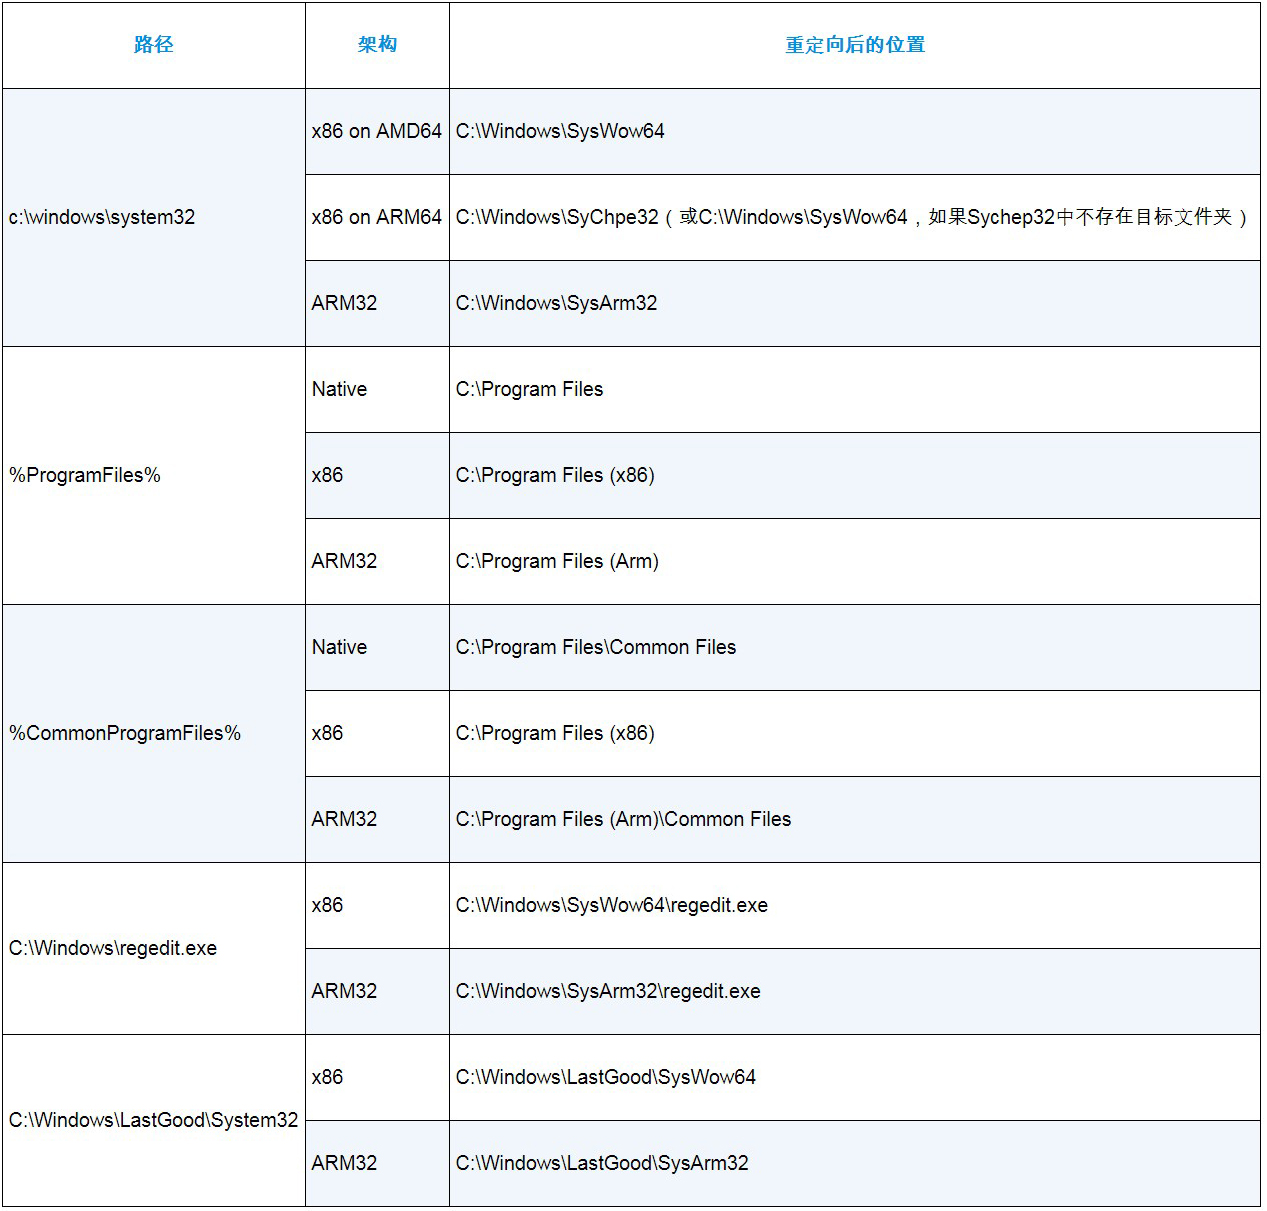 路径 架构 重定向后的位置
x86 on AMD64 C:\Windows\SysWow64
c:\windows\system32 x86 on ARM64 C:\Windows\SyChpe32（或C:\Windows\SysWow64，如果Sychep32中不存在目标文件夹）
ARM32 C:\Windows\SysArm32
Native C:\Program Files
%ProgramFiles% x86 C:\Program Files (x86)
ARM32 C:\Program Files (Arm)
Native C:\Program Files\Common Files
%CommonProgramFiles% x86 C:\Program Files (x86)
ARM32 C:\Program Files (Arm)\Common Files
x86 C:\Windows\SysWow64\regedit.exe
C:\Windows\regedit.exe
ARM32 C:\Windows\SysArm32\regedit.exe
x86 C:\Windows\LastGood\SysWow64
C:\Windows\LastGood\System32
ARM32 C:\Windows\LastGood\SysArm32